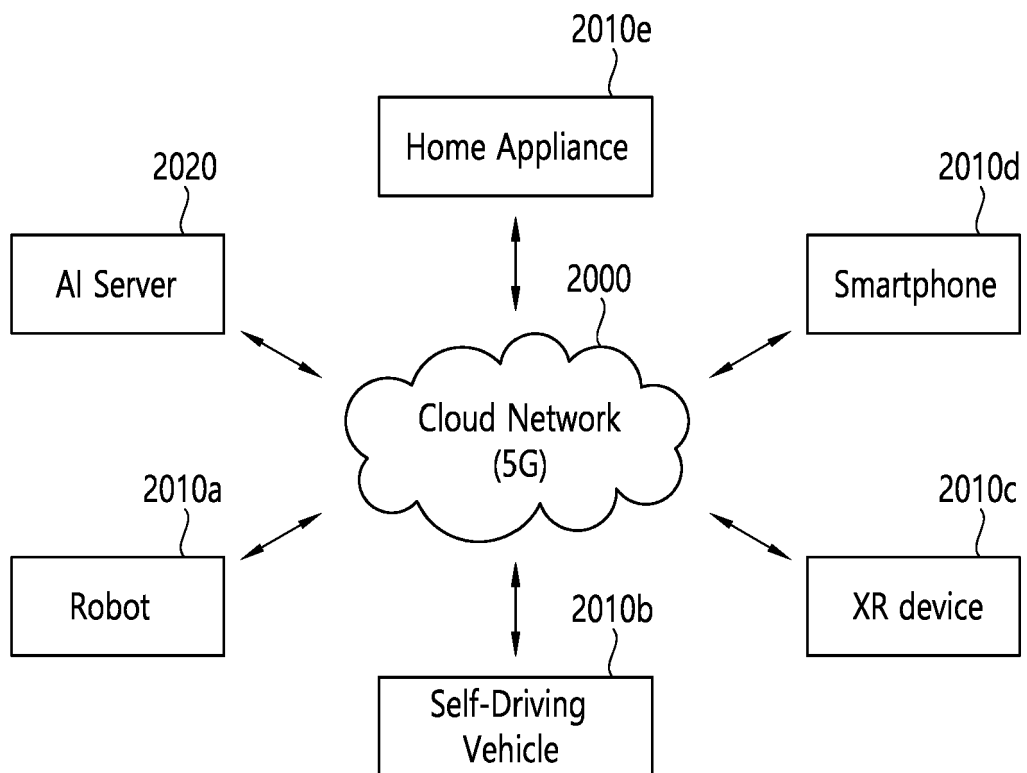 2010e
Home Appliance
2020
AI Server
2010d
Smartphone
2000
Cloud Network
(5G)
2010a
Robot
2010c
XR device
2010b
Self-Driving
Vehicle